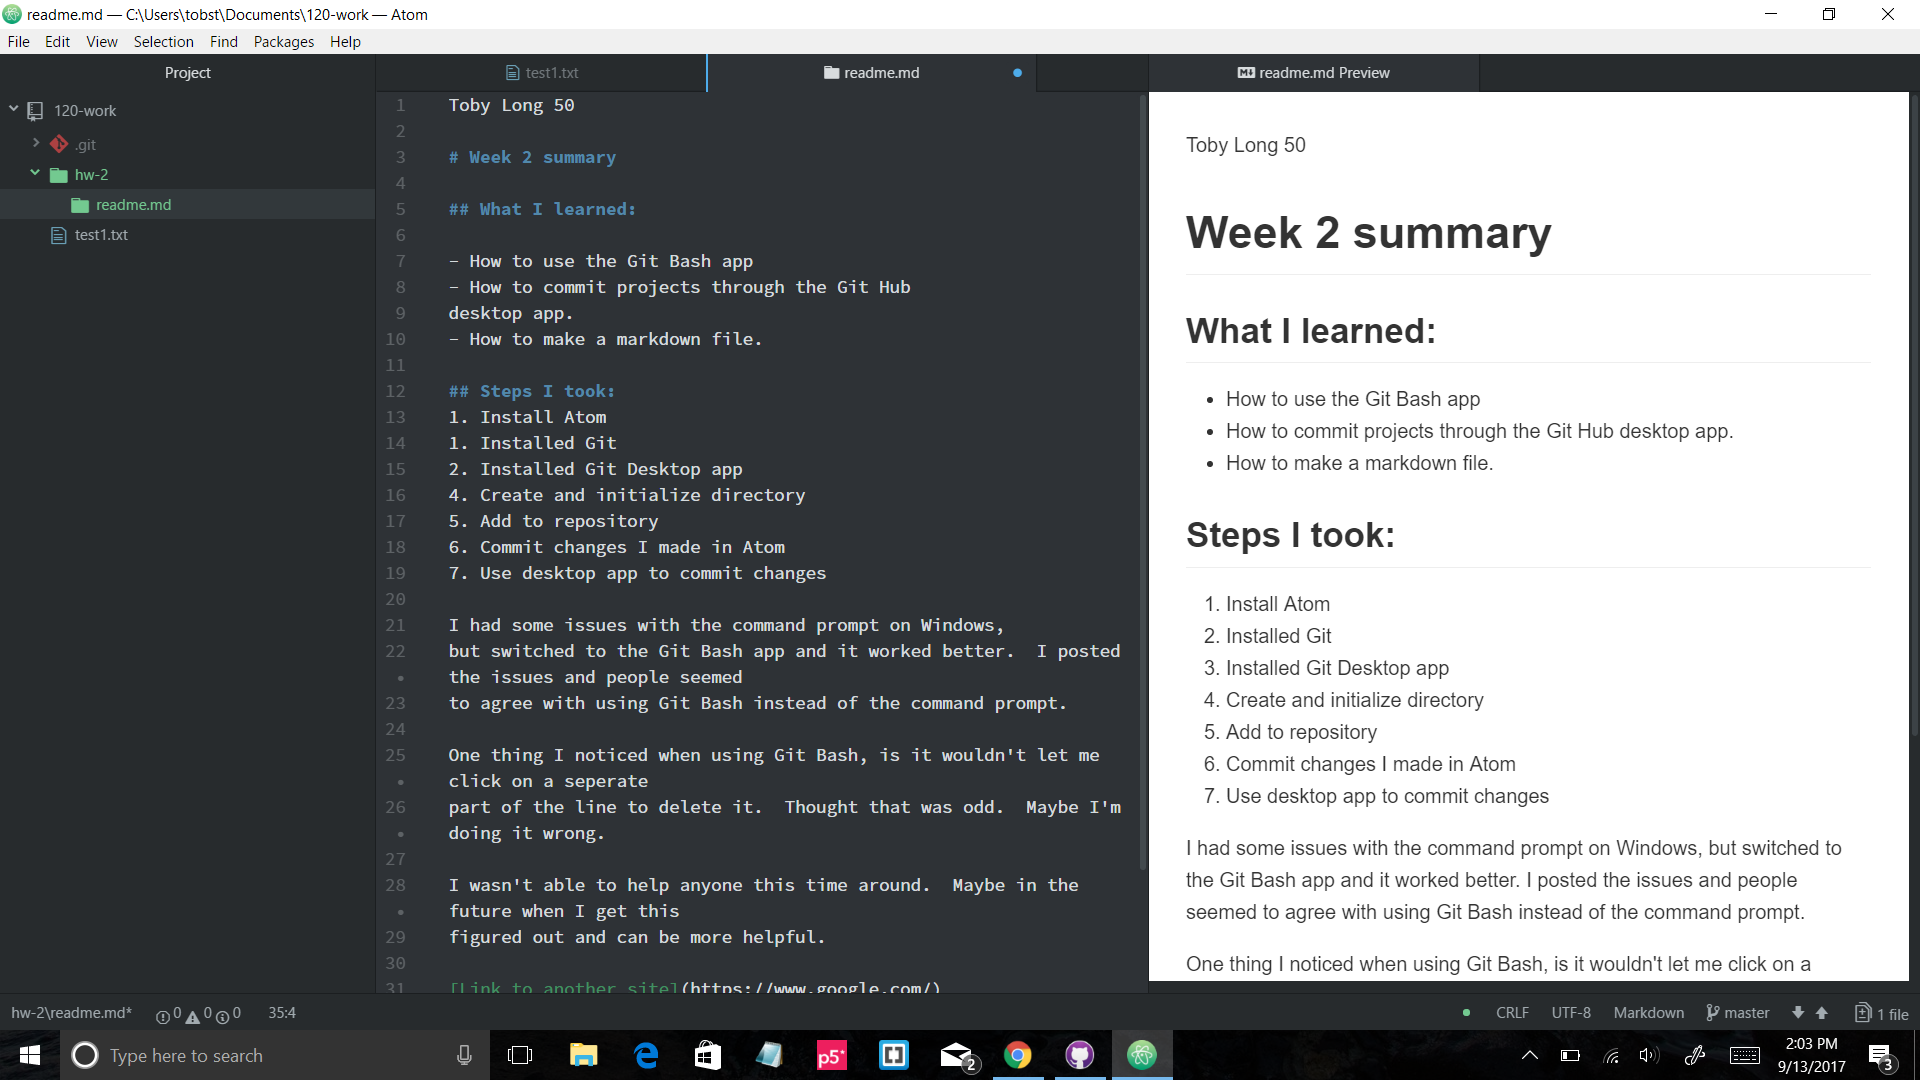 readme.md — C:\Users\tobst\Documents\120-work — Atom
File Edit View Selection Find Packages Help
Project
120-work
.git
hw-2
readme.md
test1.txt
test1.txt
readme.md
readme.md Preview
1 Toby Long 50
2
3 # Week 2 summary
4
5 ## What I learned:
6
7 - How to use the Git Bash app
8 - How to commit projects through the Git Hub
9 desktop app.
10 - How to make a markdown file.
11
12 ## Steps I took:
13 1. Install Atom
14 1. Installed Git
15 2. Installed Git Desktop app
16 4. Create and initialize directory
17 5. Add to repository
18 6. Commit changes I made in Atom
19 7. Use desktop app to commit changes
20
21 I had some issues with the command prompt on Windows,
22 but switched to the Git Bash app and it worked better.  I posted
• the issues and people seemed
23 to agree with using Git Bash instead of the command prompt.
24
25 One thing I noticed when using Git Bash, is it wouldn't let me
• click on a seperate
26 part of the line to delete it.  Thought that was odd.  Maybe I'm
• doing it wrong.
27
28 I wasn't able to help anyone this time around.  Maybe in the
• future when I get this
29 figured out and can be more helpful.
30
31 [Link to another site](https://www.google.com/)
Toby Long 50
Week 2 summary
What I learned:
• How to use the Git Bash app
• How to commit projects through the Git Hub desktop app.
• How to make a markdown file.
Steps I took:
1. Install Atom
2. Installed Git
3. Installed Git Desktop app
4. Create and initialize directory
5. Add to repository
6. Commit changes I made in Atom
7. Use desktop app to commit changes
I had some issues with the command prompt on Windows, but switched to
the Git Bash app and it worked better. I posted the issues and people
seemed to agree with using Git Bash instead of the command prompt.
One thing I noticed when using Git Bash, is it wouldn't let me click on a
hw-2\readme.md* 0 0 0 35:4
CRLF UTF-8 Markdown master 1 file
Type here to search
p5*
2
2:03 PM
9/13/2017
3